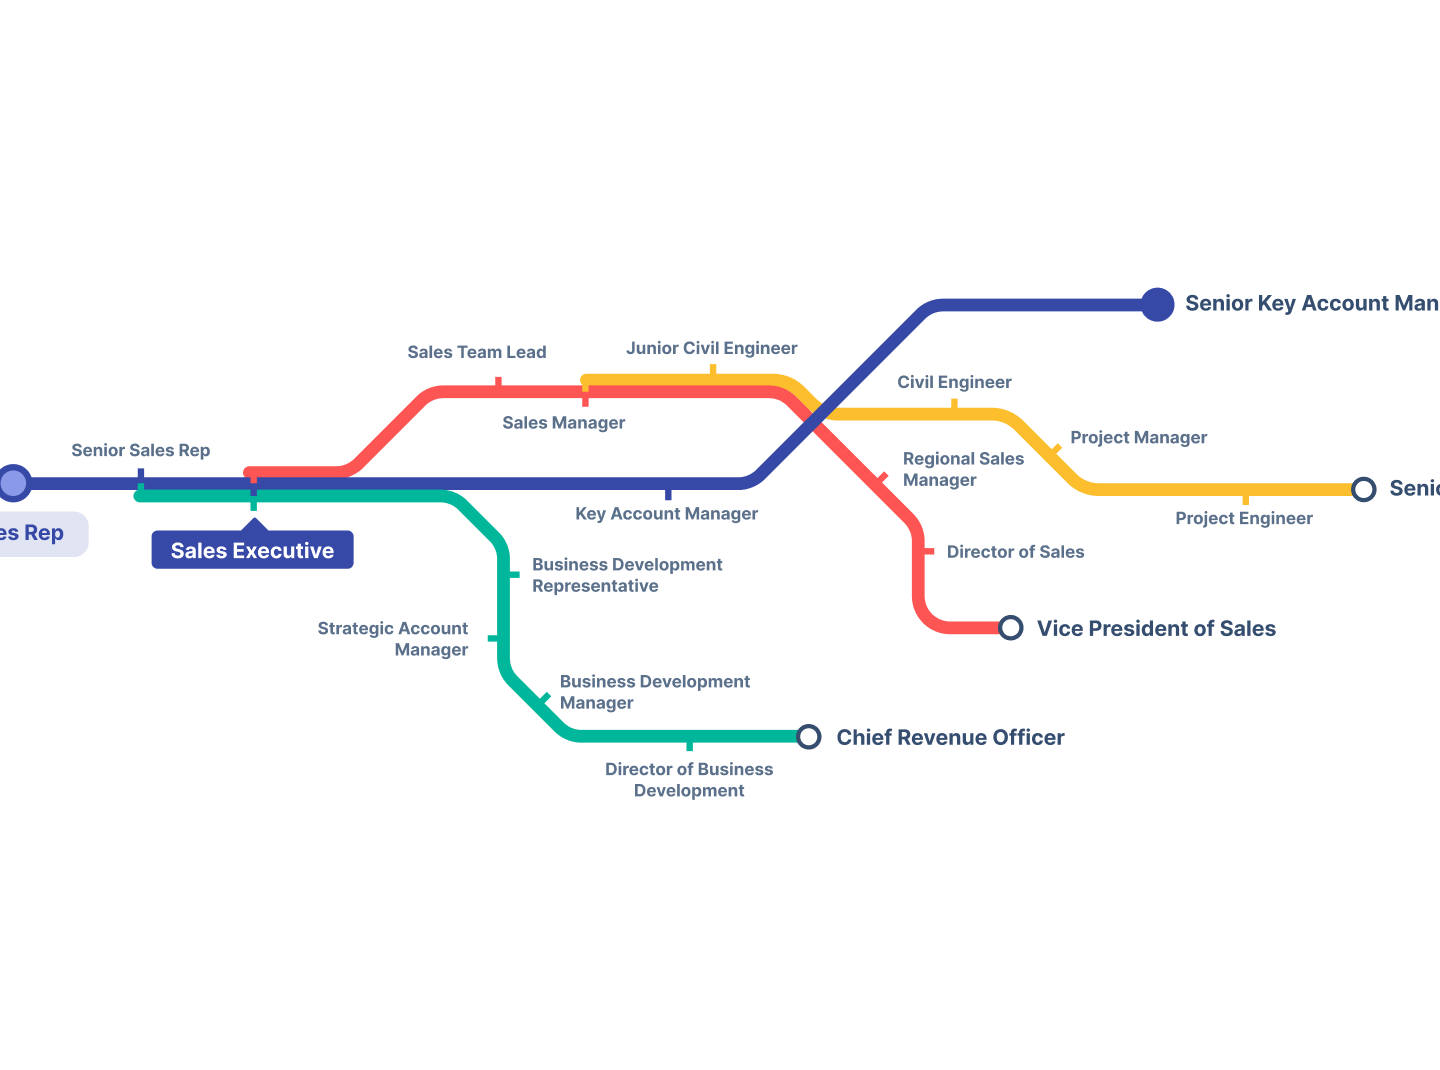 Senior Key Account Man
Junior Civil Engineer
Sales Team Lead
Civil Engineer
Sales Manager
Project Manager
Senior Sales Rep
Regional Sales
Manager
Senio
Key Account Manager
Project Engineer
es Rep
Sales Executive
Director of Sales
Business Development
Representative
Strategic Account
Manager
Vice President of Sales
Business Development
Manager
Chief Revenue Officer
Director of Business
Development